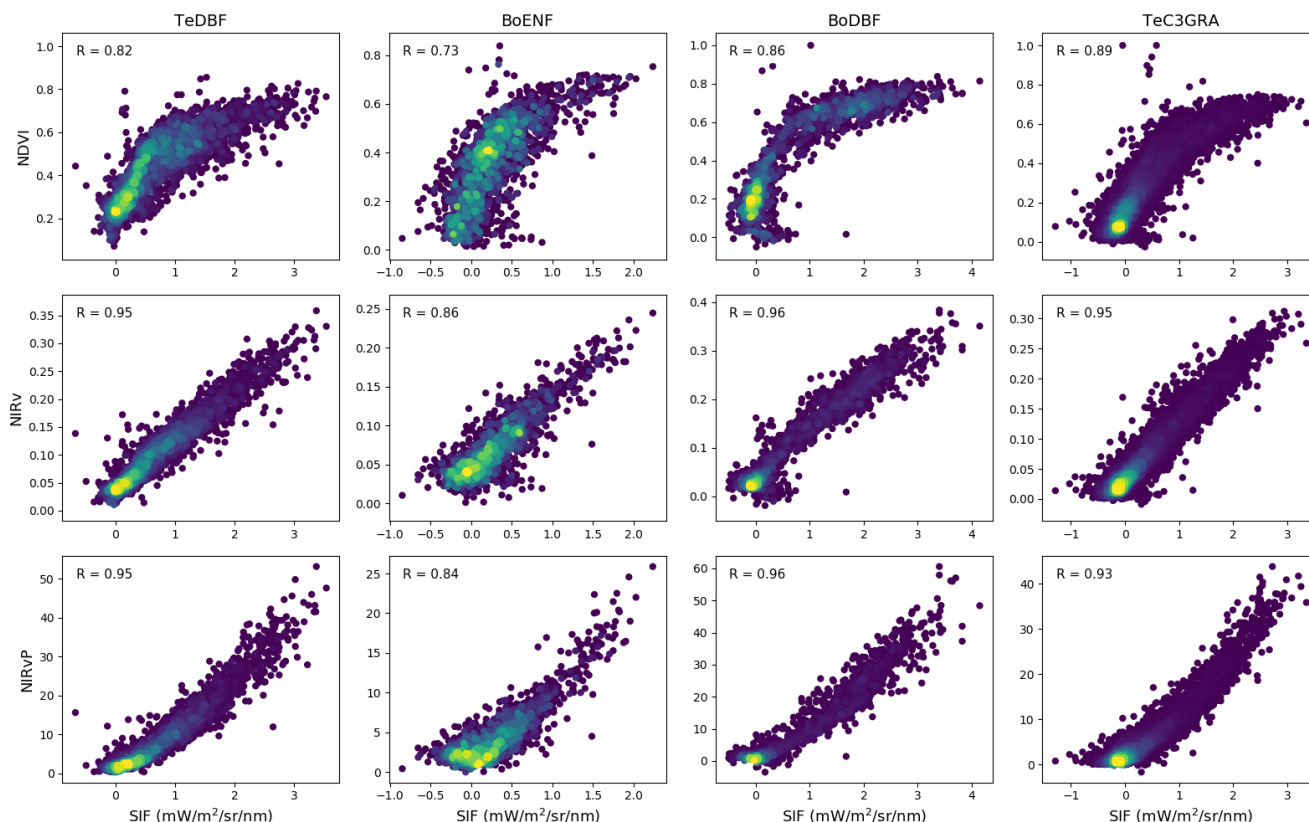 TeDBF BoENF BoDBF TeC3GRA
R = 0.82
1.0
0.8
0.6
0.4
0.2
NDVI
0 1 2 3
R = 0.73
0.8
0.6
0.4
0.2
0.0
−1.0 −0.5 0.0 0.5 1.0 1.5 2.0
R = 0.86
1.0
0.8
0.6
0.4
0.2
0.0
0 1 2 3 4
R = 0.89
1.0
0.8
0.6
0.4
0.2
0.0
−1 0 1 2 3
R = 0.95
0.35
0.30
0.25
0.20
0.15
0.10
0.05
0.00
NIRv
0 1 2 3
R = 0.86
0.25
0.20
0.15
0.10
0.05
0.00
−1.0 −0.5 0.0 0.5 1.0 1.5 2.0
R = 0.96
0.4
0.3
0.2
0.1
0.0
0 1 2 3 4
R = 0.95
0.30
0.25
0.20
0.15
0.10
0.05
0.00
−1 0 1 2 3
R = 0.95
50
40
30
20
10
0
NIRvP
0 1 2 3
SIF (mW/m²/sr/nm)
R = 0.84
25
20
15
10
5
0
−1.0 −0.5 0.0 0.5 1.0 1.5 2.0
SIF (mW/m²/sr/nm)
R = 0.96
60
50
40
30
20
10
0
0 1 2 3 4
SIF (mW/m²/sr/nm)
R = 0.93
40
30
20
10
0
−1 0 1 2 3
SIF (mW/m²/sr/nm)